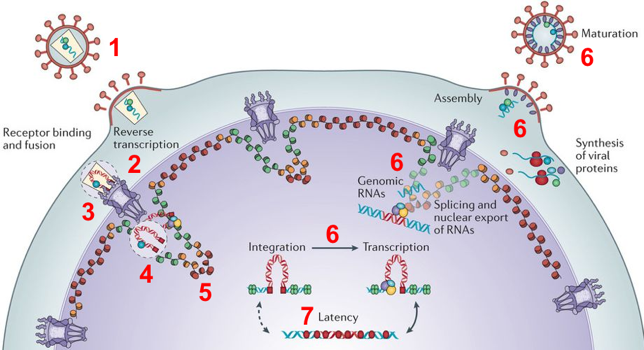 1
6
Maturation
Assembly
6
Receptor binding
and fusion
Reverse
transcription
2
3
4
5
6
Genomic
RNAs
Splicing and
nuclear export
of RNAs
Synthesis
of viral
proteins
Integration
6
Transcription
7
Latency